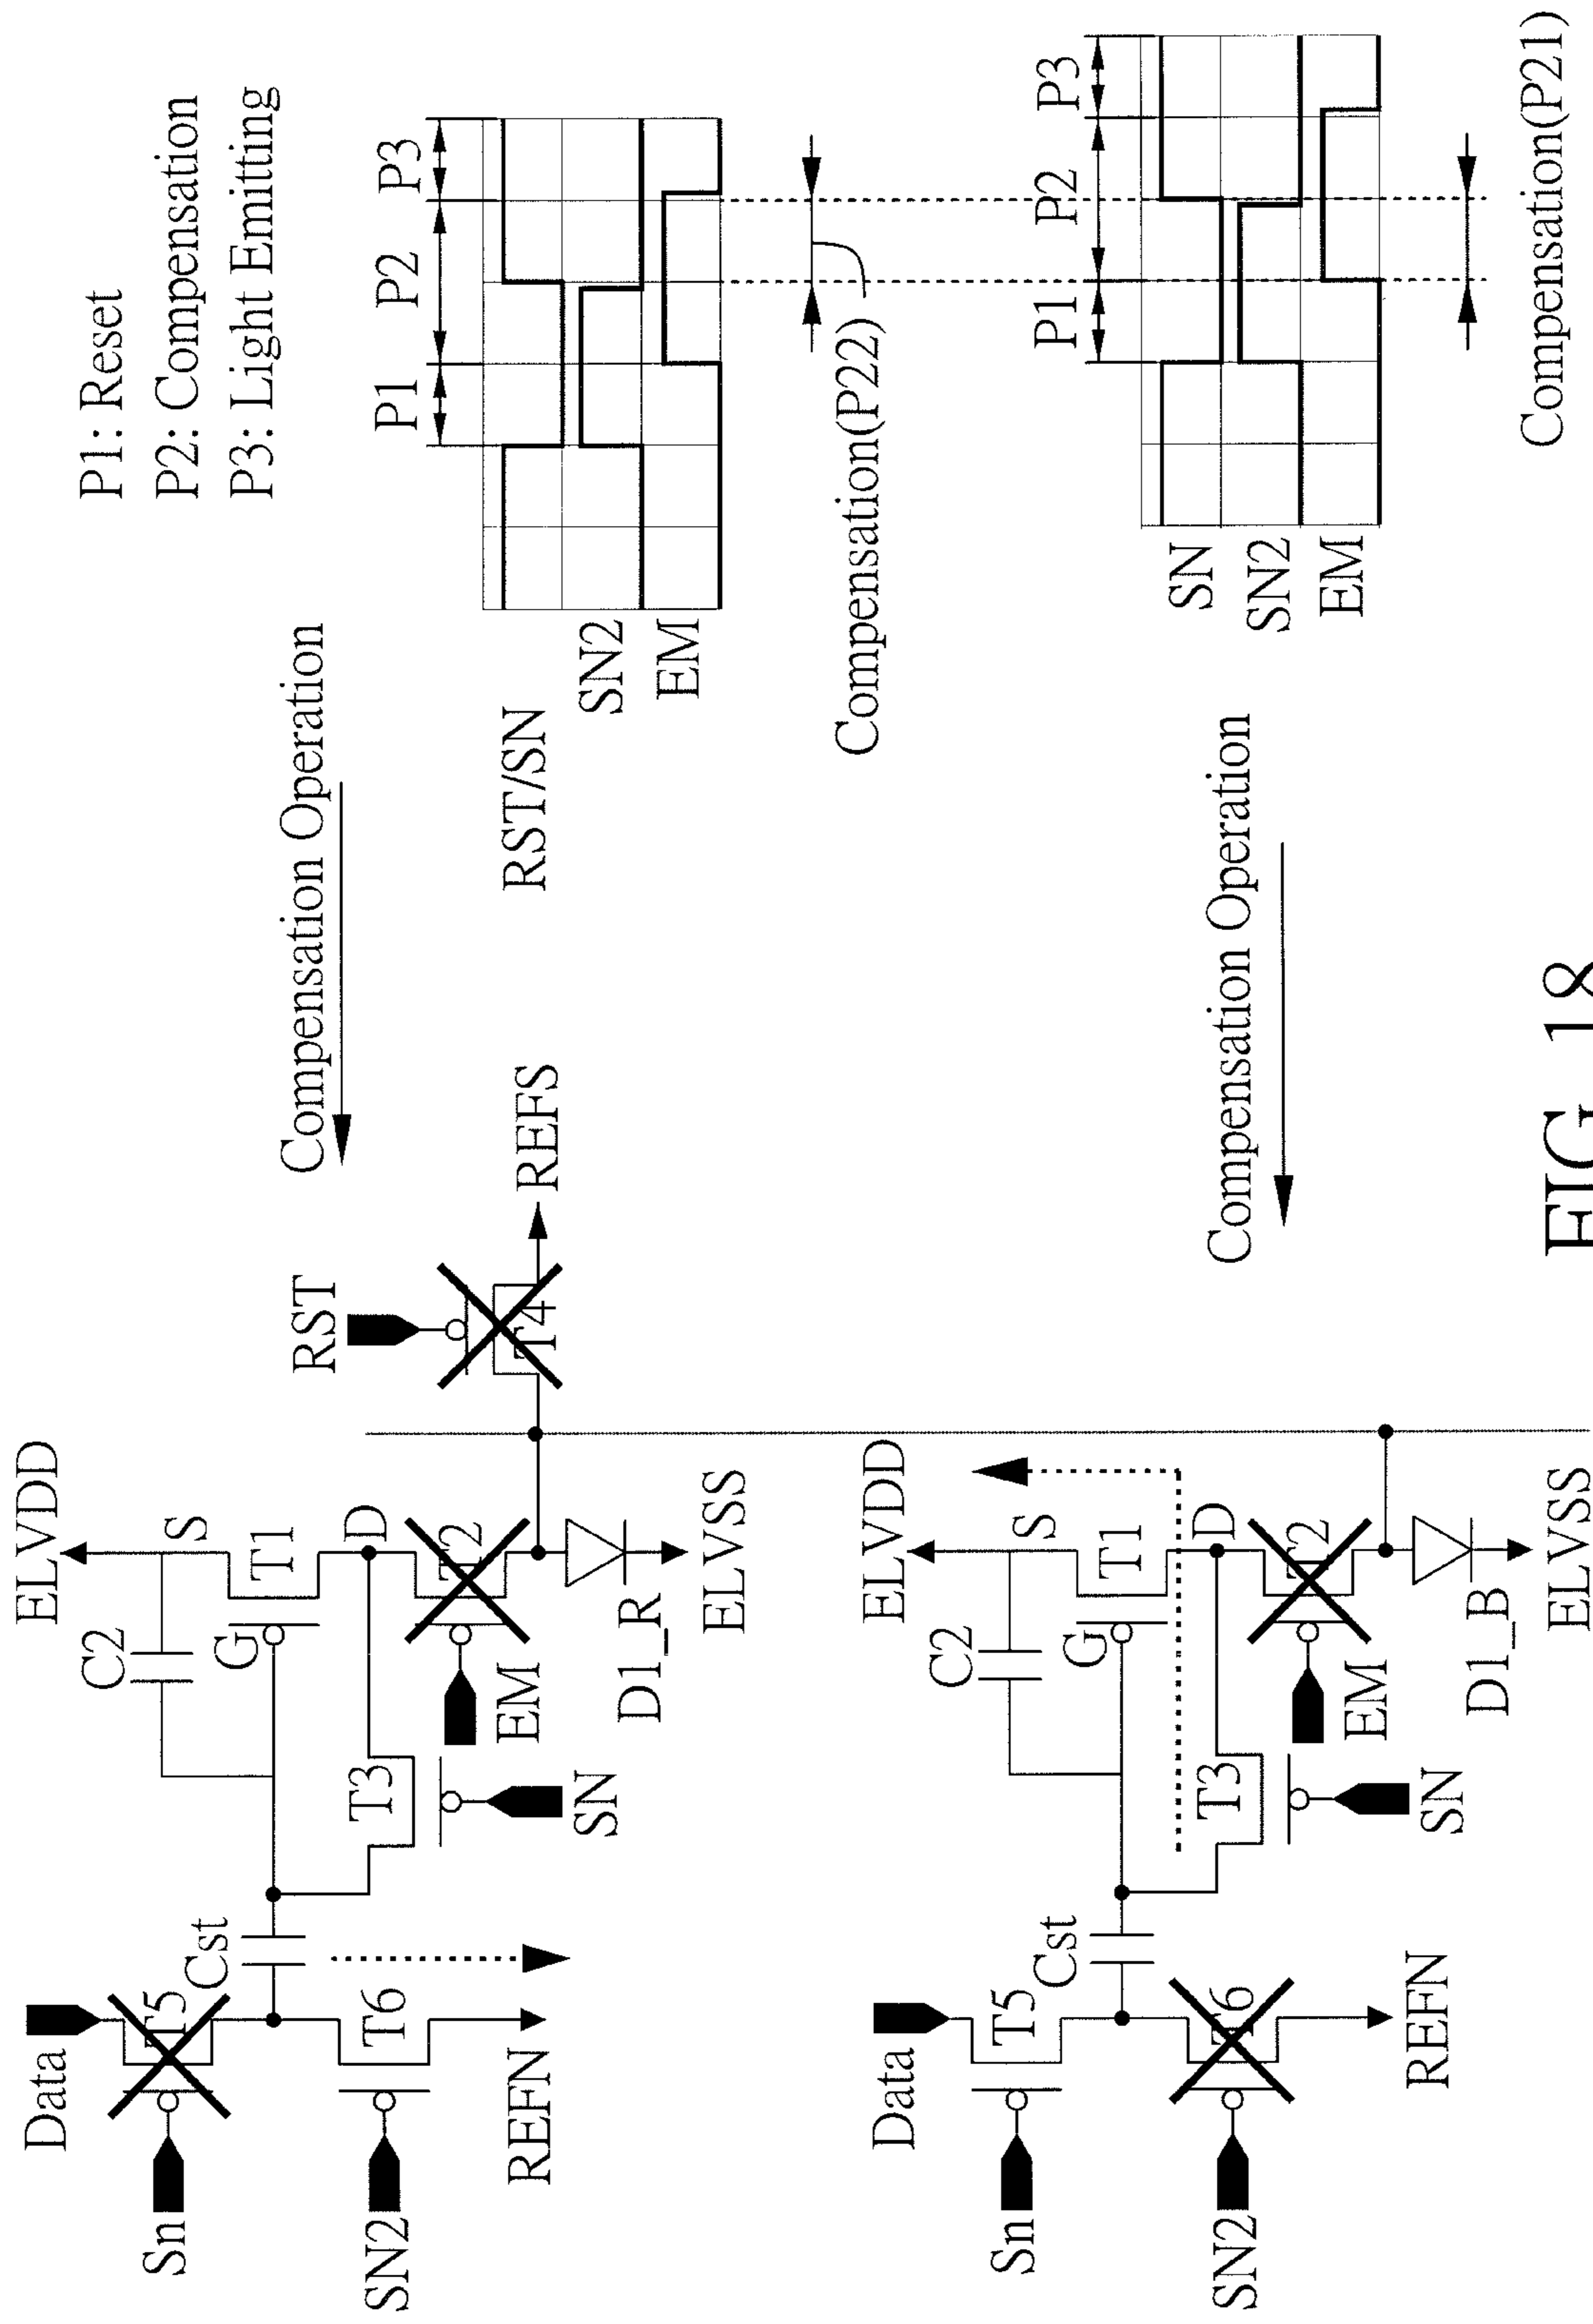 P1: Reset
P2: Compensation
P3: Light Emitting
Compensation Operation
RST/SN
SN2
EM
P1
P2
P3
Compensation(P22)
ELVDD
C2
S
G
T1
D
T2
EM
D1_R
ELVSS
RST
T4
REFS
T3
SN
Cst
Data
T5
Sn
T6
SN2
REFN
Compensation Operation
SN
SN2
EM
P1
P2
P3
Compensation(P21)
ELVDD
C2
S
G
T1
D
T2
EM
D1_B
ELVSS
T3
SN
Cst
Data
T5
Sn
T6
SN2
REFN
FIG. 18